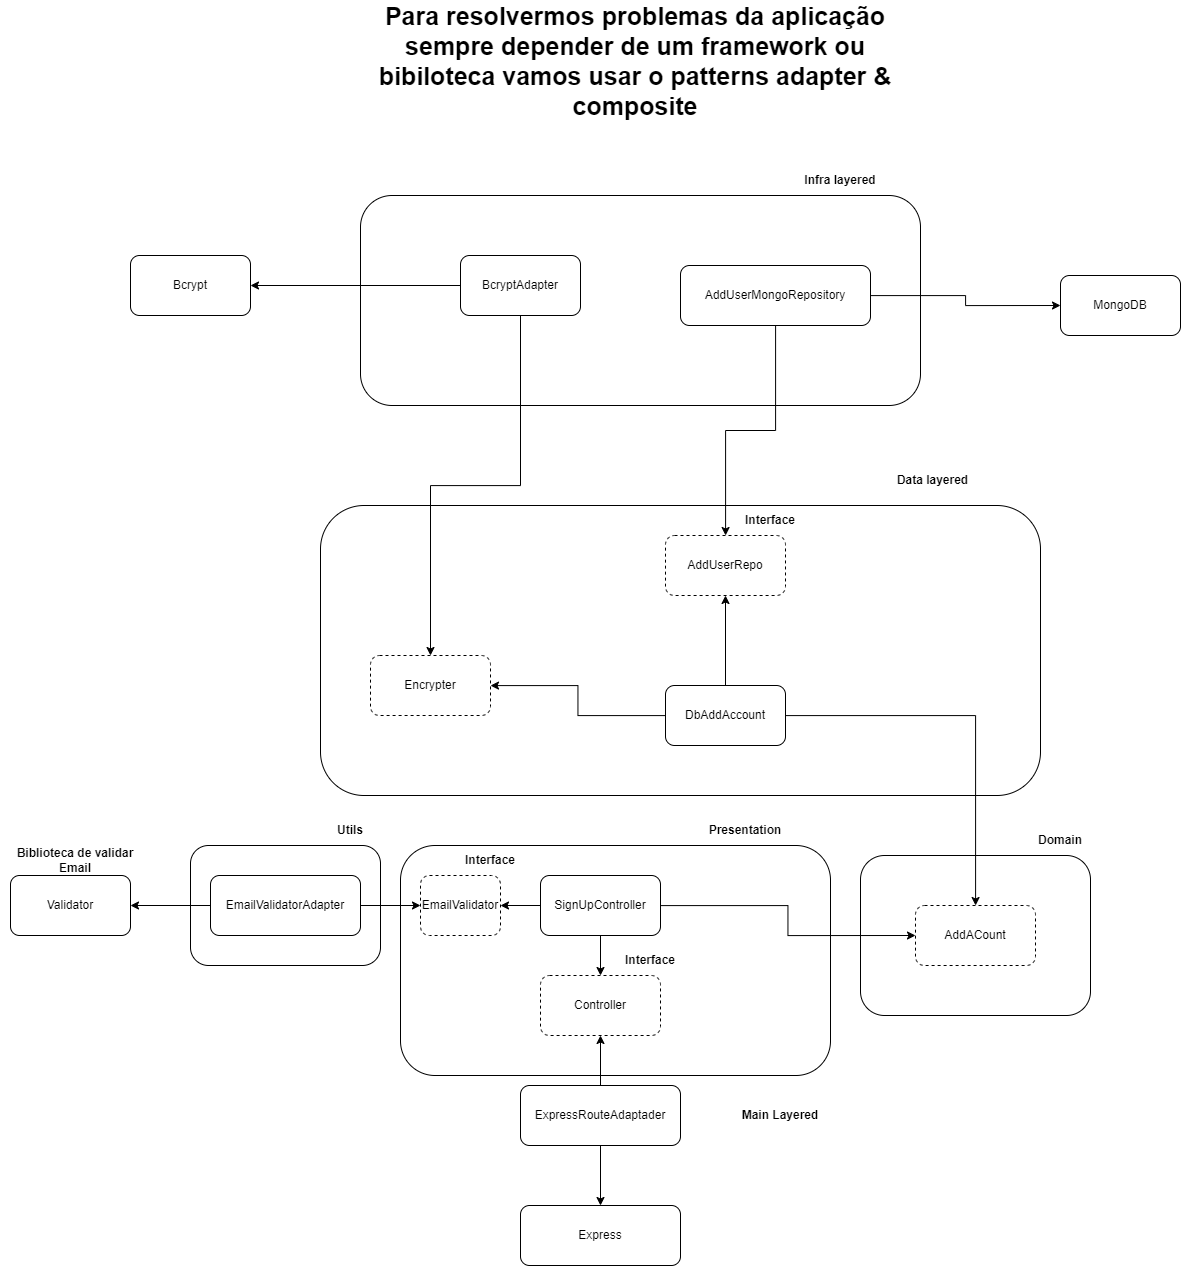 Para resolvermos problemas da aplicação
sempre depender de um framework ou
bibiloteca vamos usar o patterns adapter &
composite
Infra layered
Bcrypt
BcryptAdapter
AddUserMongoRepository
MongoDB
Data layered
Interface
AddUserRepo
Encrypter
DbAddAccount
Utils
Presentation
Domain
Biblioteca de validar
Email
Interface
Validator
EmailValidatorAdapter
EmailValidator
SignUpController
AddACount
Interface
Controller
ExpressRouteAdaptader
Main Layered
Express